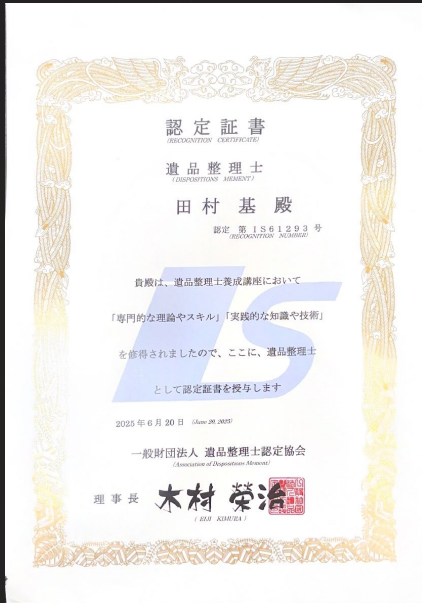 認定証書
(RECOGNITION CERTIFICATE)
遺品整理士
(DISPOSITIONS MEMENT)
田村 基 殿
認定 第 IS61293 号
(RECOGNITION NUMBER)
IS
貴殿は、遺品整理士養成講座において
「専門的な理論やスキル」「実践的な知識や技術」
を修得されましたので、ここに、遺品整理士
として認定証書を授与します
2025年6月20日 (June 20, 2025)
一般財団法人 遺品整理士認定協会
(Association of Dispositions Mement)
理事長 木村 榮治
(EIJI KIMURA)